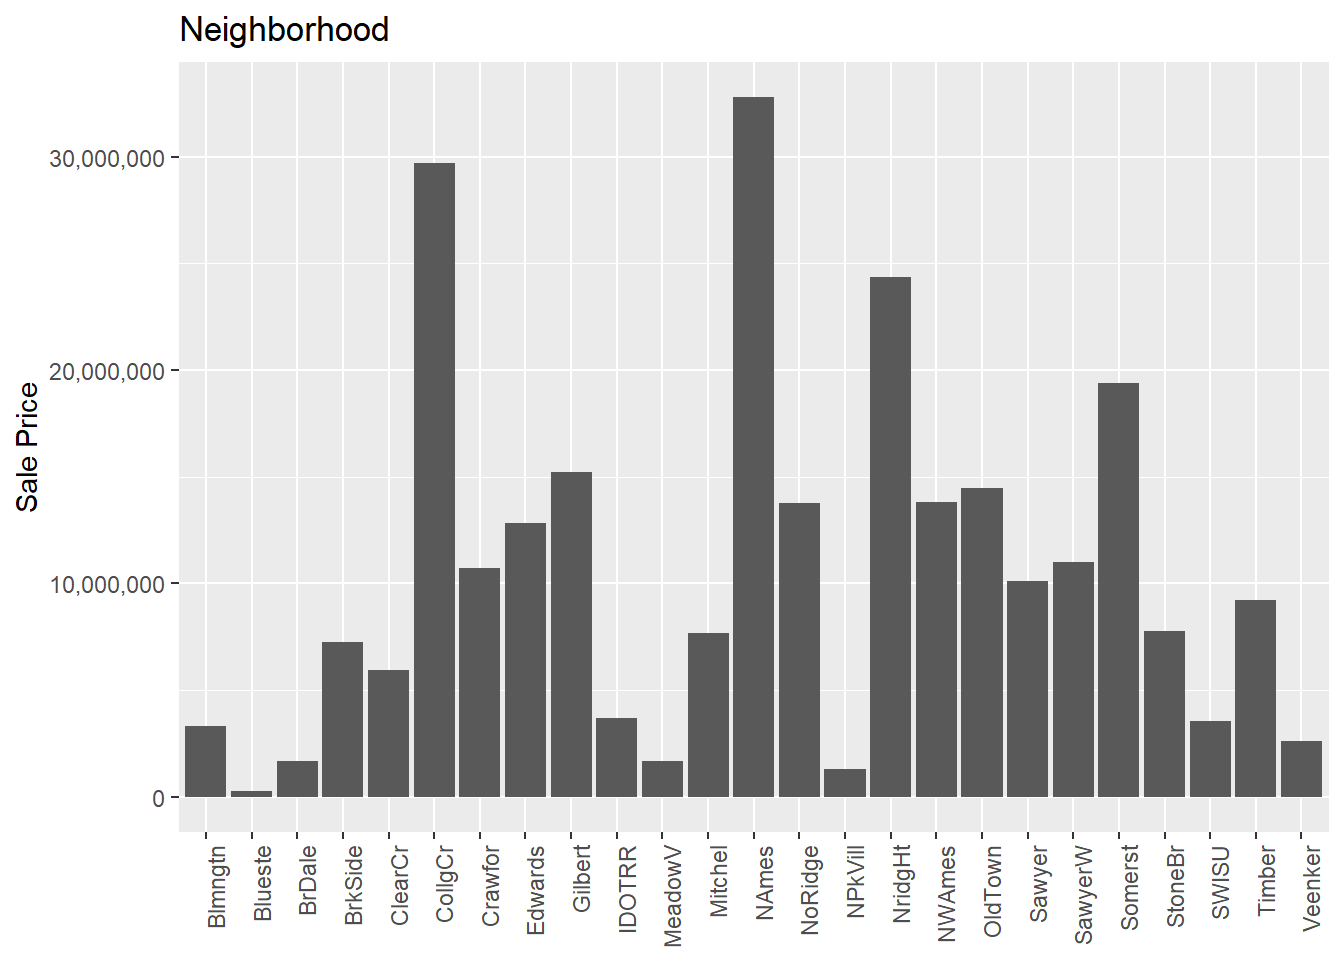 Neighborhood
Sale Price
30,000,000
20,000,000
10,000,000
0
Blmngtn
Blueste
BrDale
BrkSide
ClearCr
CollgCr
Crawfor
Edwards
Gilbert
IDOTRR
MeadowV
Mitchel
NAmes
NoRidge
NPkVill
NridgHt
NWAmes
OldTown
Sawyer
SawyerW
Somerst
StoneBr
SWISU
Timber
Veenker